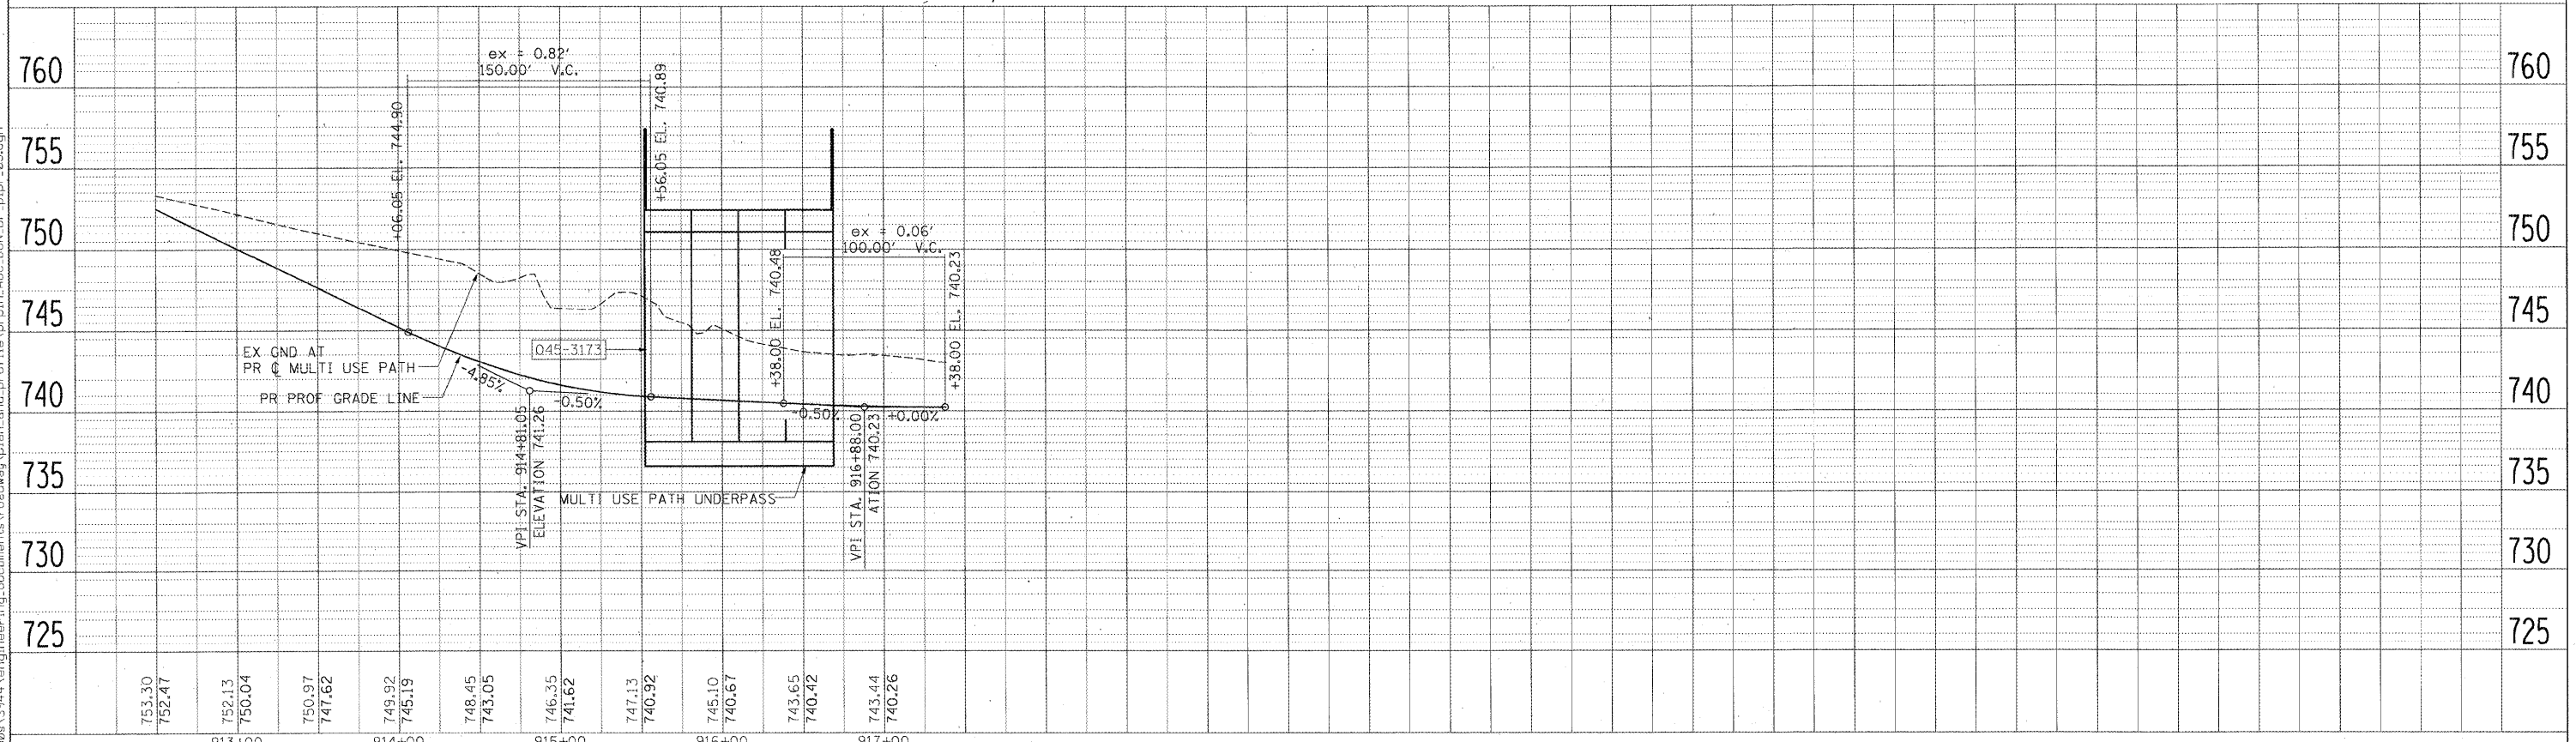 760
ex = 0.82'
150.00' V.C.
760
+06.05 EL. 744.90
+56.05 EL. 740.89
755
755
750
ex = 0.06'
100.00' V.C.
750
+38.00 EL. 740.48
+38.00 EL. 740.23
745
745
EX GND AT
PR ℄ MULTI USE PATH
045-3173
-4.85%
740
PR PROF GRADE LINE
-0.50%
-0.50%
+0.00%
740
VPI STA. 914+81.05
ELEVATION 741.26
VPI STA. 916+88.00
ATION 740.23
735
MULTI USE PATH UNDERPASS
735
730
730
725
725
753.30
752.47
752.13
750.04
750.97
747.62
749.92
745.19
748.45
743.05
746.35
741.62
747.13
740.92
745.10
740.67
743.65
740.42
743.44
740.26
913+00
914+00
915+00
916+00
917+00